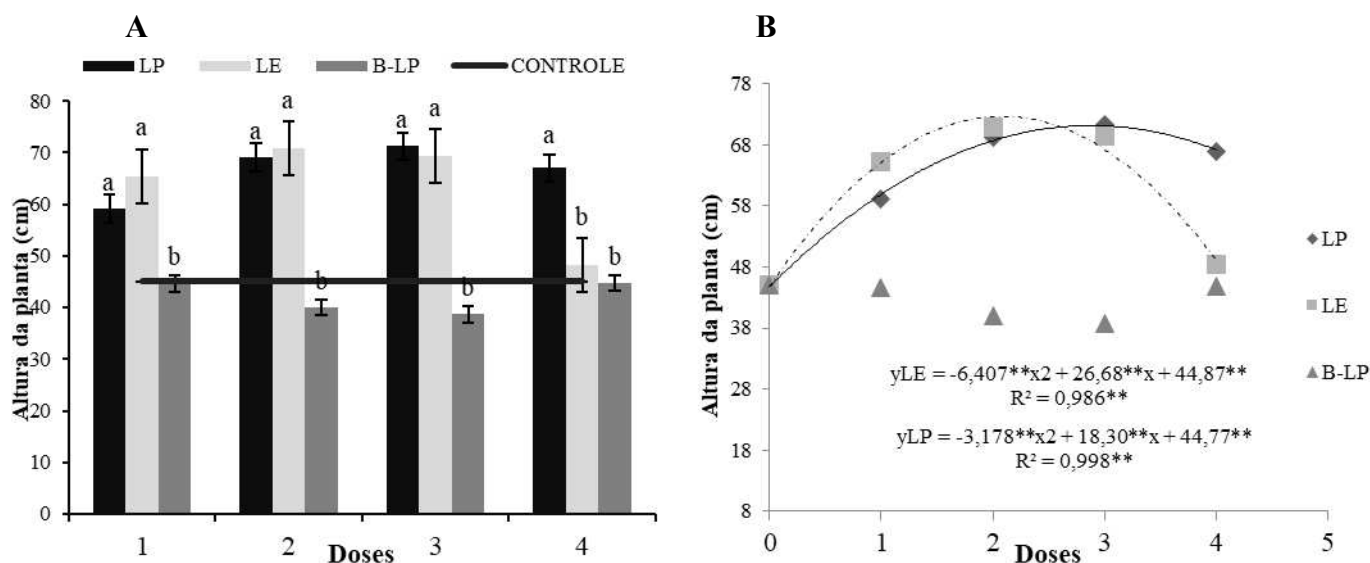 A
LP LE B-LP CONTROLE
Altura da planta (cm)
80
70
60
50
40
30
20
10
0
a a b
a a b
a a b
a b b
1 2 3 4
Doses
B
Altura da planta (cm)
78
68
58
48
38
28
18
8
yLE = -6,407**x2 + 26,68**x + 44,87**
R² = 0,986**
yLP = -3,178**x2 + 18,30**x + 44,77**
R² = 0,998**
0 1 2 3 4 5
Doses
LP
LE
B-LP